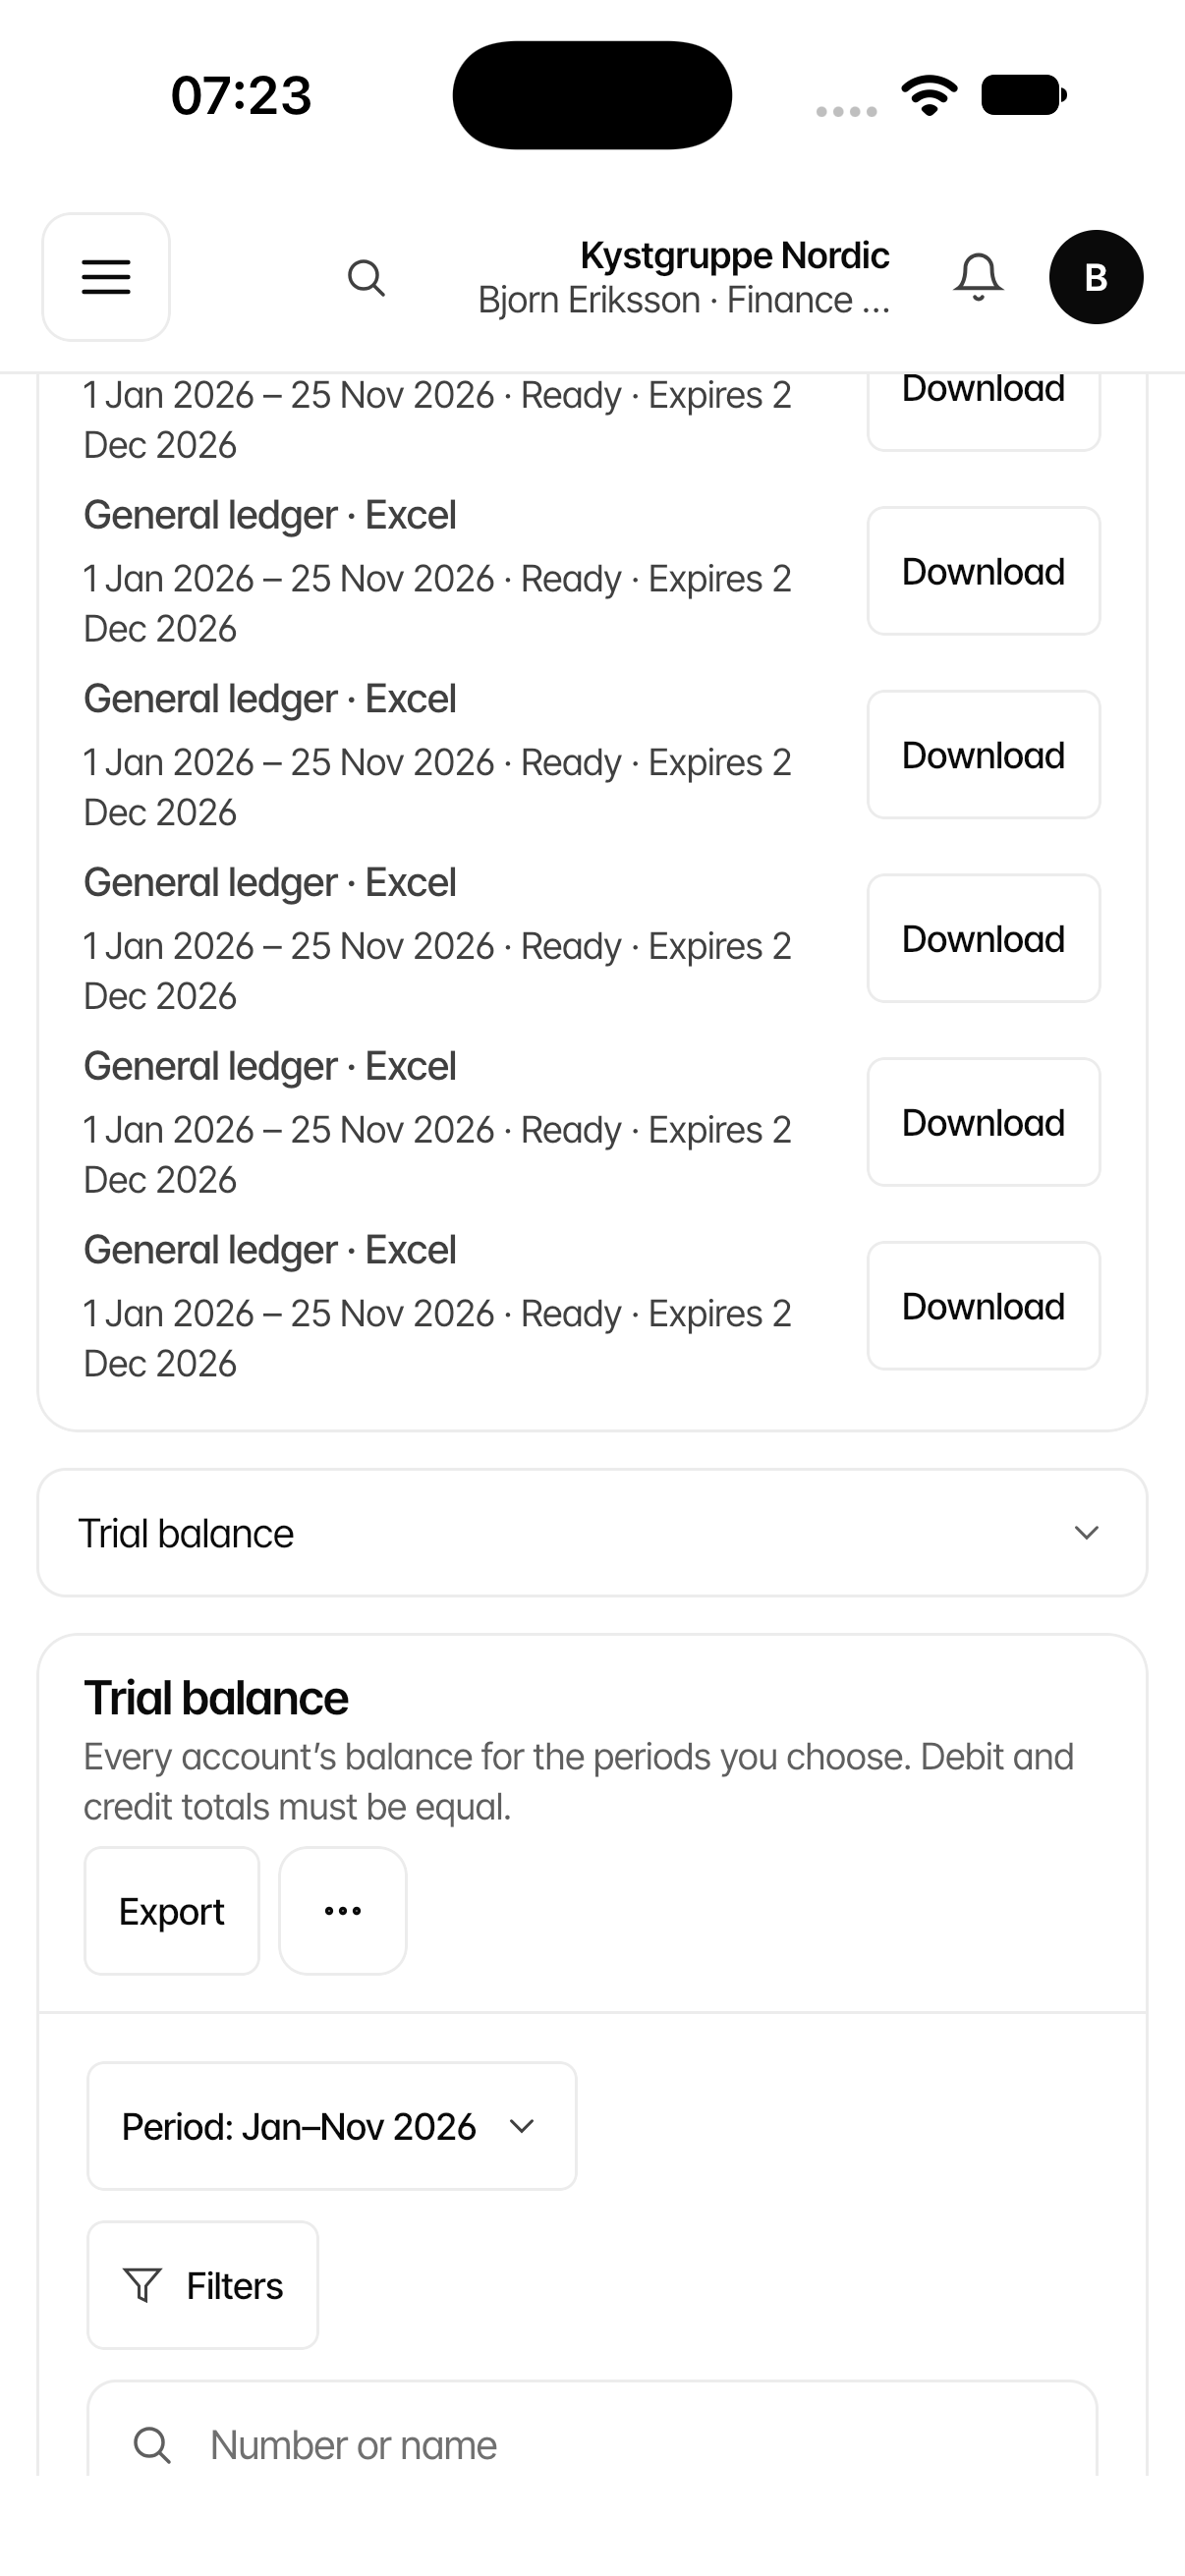 07:23
Kystgruppe Nordic
Bjorn Eriksson · Finance ...
B
1 Jan 2026 – 25 Nov 2026 · Ready · Expires 2
Dec 2026
Download
General ledger · Excel
1 Jan 2026 – 25 Nov 2026 · Ready · Expires 2
Dec 2026
Download
General ledger · Excel
1 Jan 2026 – 25 Nov 2026 · Ready · Expires 2
Dec 2026
Download
General ledger · Excel
1 Jan 2026 – 25 Nov 2026 · Ready · Expires 2
Dec 2026
Download
General ledger · Excel
1 Jan 2026 – 25 Nov 2026 · Ready · Expires 2
Dec 2026
Download
General ledger · Excel
1 Jan 2026 – 25 Nov 2026 · Ready · Expires 2
Dec 2026
Download
Trial balance
Trial balance
Every account’s balance for the periods you choose. Debit and
credit totals must be equal.
Export
Period: Jan–Nov 2026
Filters
Number or name